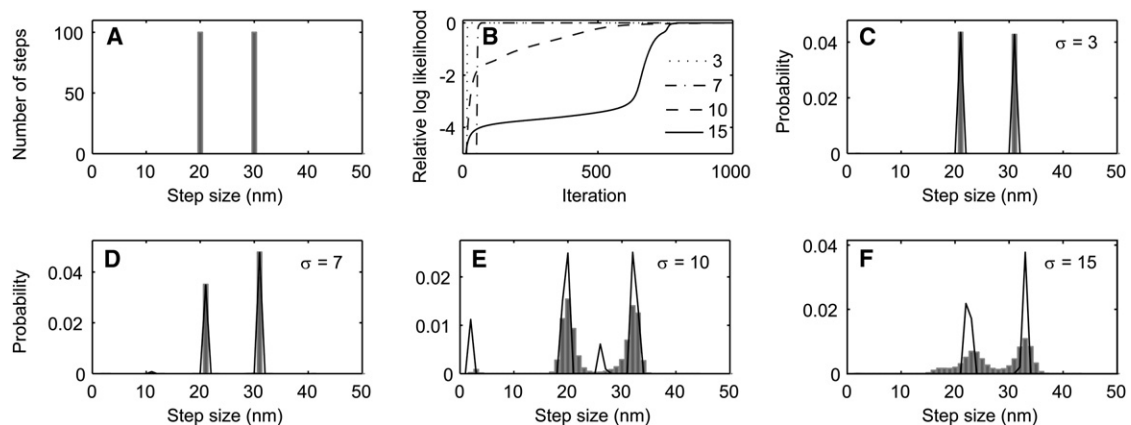 A
Number of steps
100
50
0
0 10 20 30 40 50
Step size (nm)
B
Relative log likelihood
0
-2
-4
3
7
10
15
0 500 1000
Iteration
C
σ = 3
Probability
0.04
0.02
0
0 10 20 30 40 50
Step size (nm)
D
σ = 7
Probability
0.04
0.02
0
0 10 20 30 40 50
Step size (nm)
E
σ = 10
0.02
0.01
0
0 10 20 30 40 50
Step size (nm)
F
σ = 15
0.04
0.02
0
0 10 20 30 40 50
Step size (nm)